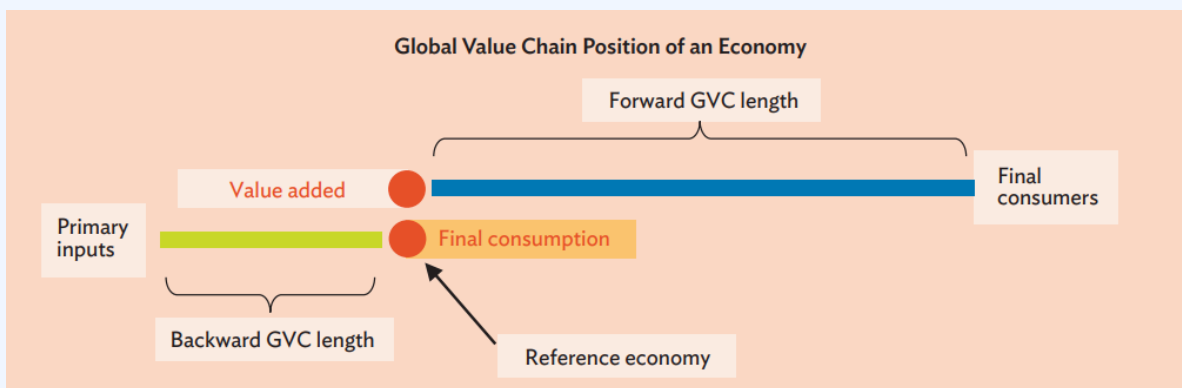 Global Value Chain Position of an Economy
Forward GVC length
Value added
Final
consumers
Primary
inputs
Final consumption
Backward GVC length
Reference economy